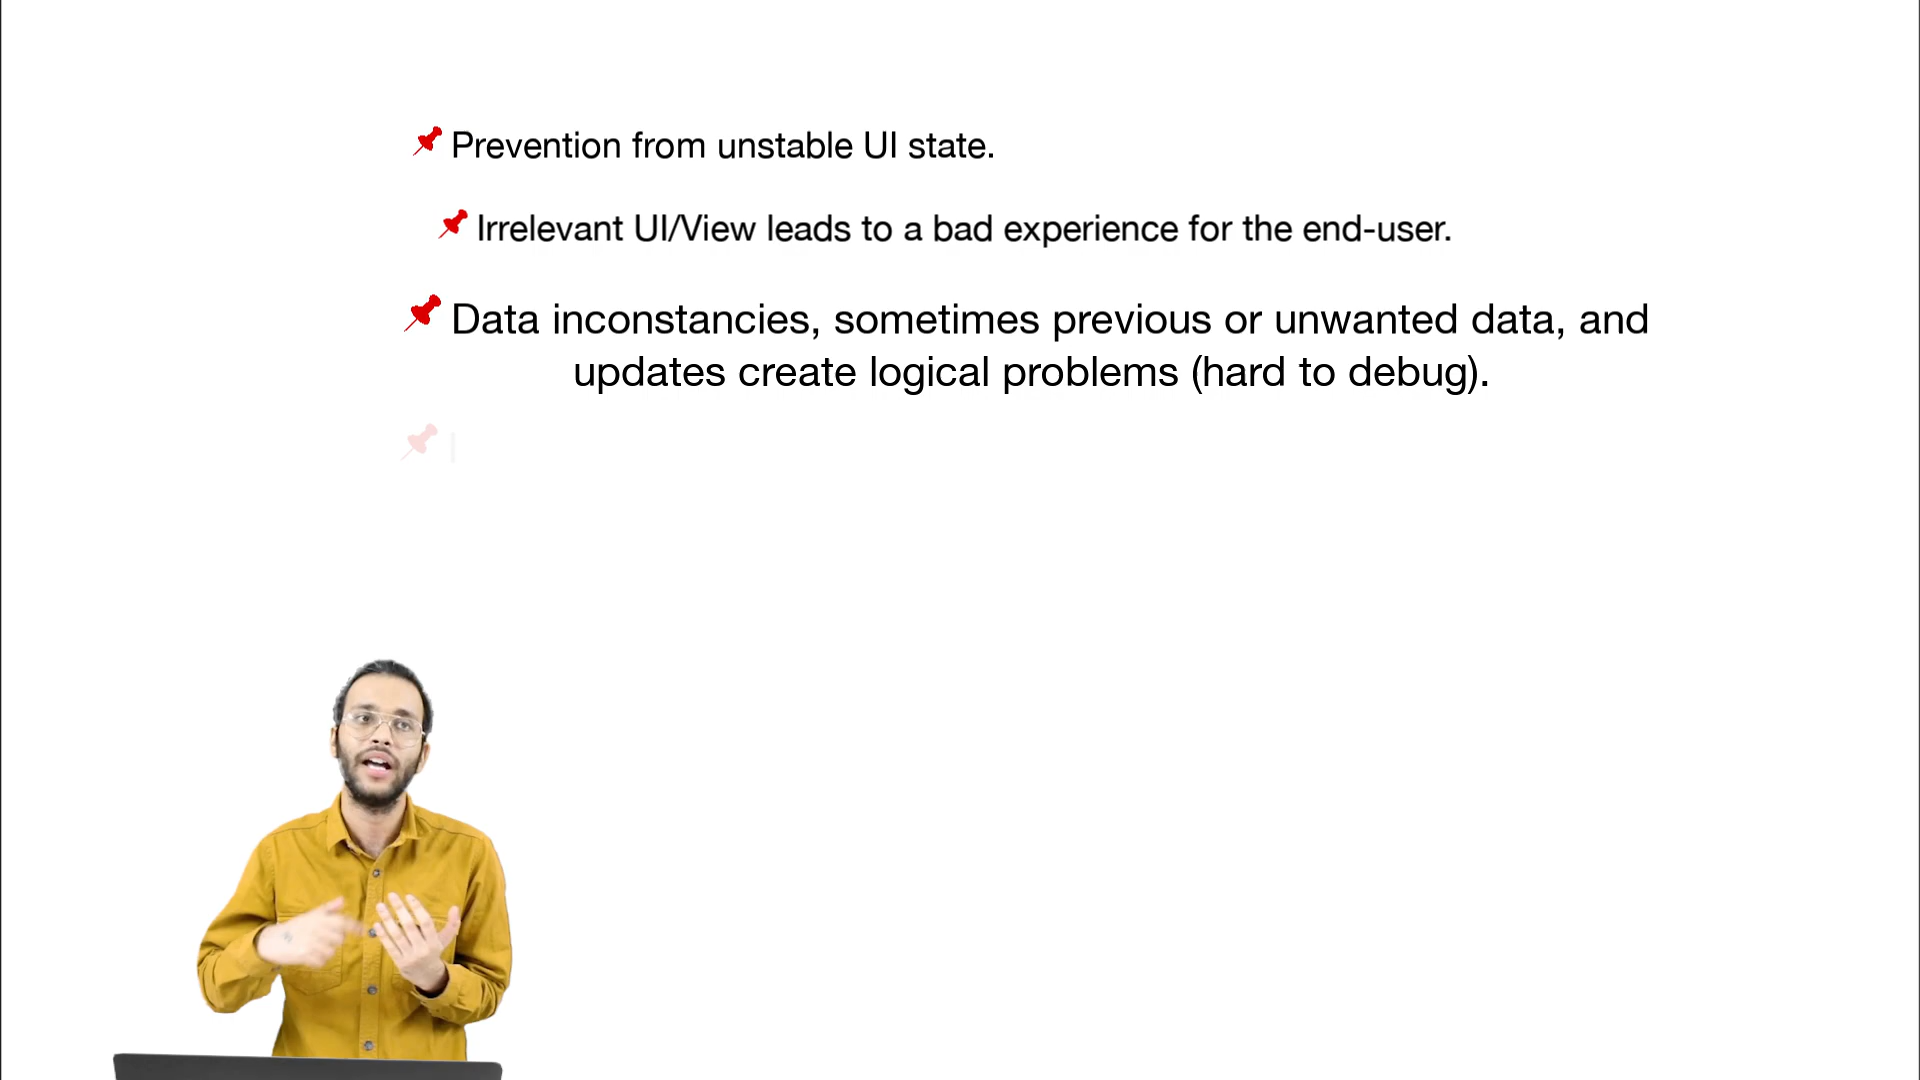 Prevention from unstable UI state.
Irrelevant UI/View leads to a bad experience for the end-user.
Data inconstancies, sometimes previous or unwanted data, and
updates create logical problems (hard to debug).